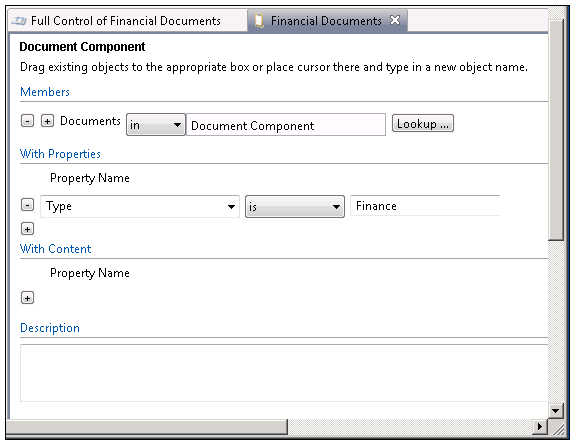 Full Control of Financial Documents Financial Documents
Document Component
Drag existing objects to the appropriate box or place cursor there and type in a new object name.
Members
Documents in Document Component Lookup ...
With Properties
Property Name
Type is Finance
With Content
Property Name
Description